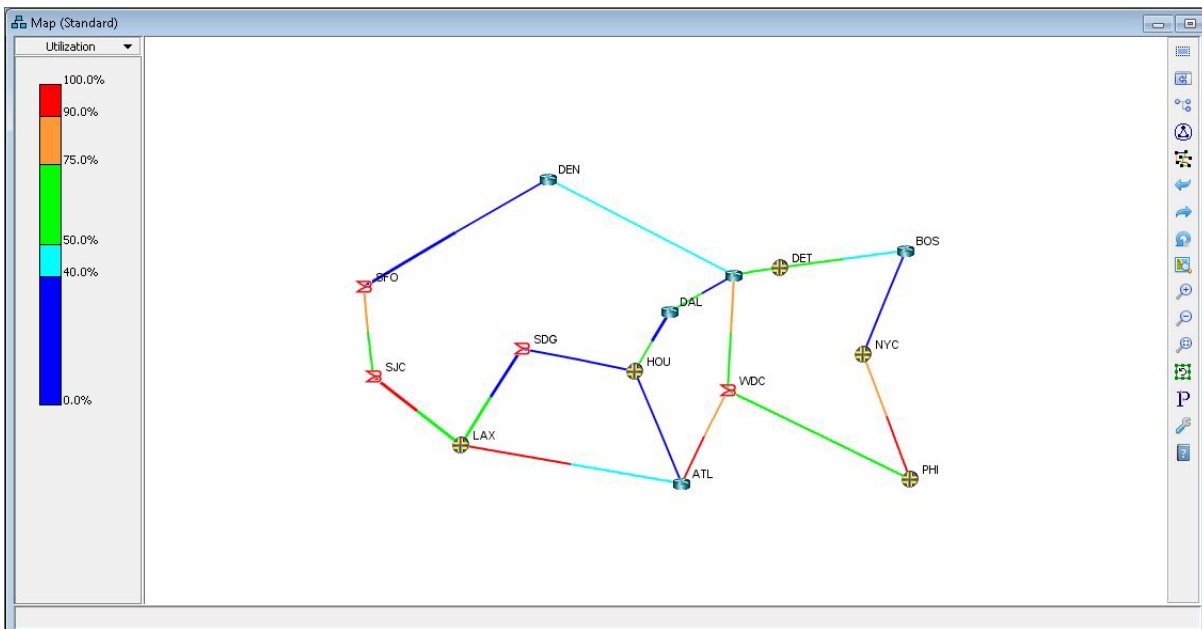 Map (Standard)
Utilization
100.0%
90.0%
75.0%
50.0%
40.0%
0.0%
DEN
BOS
DET
SFO
DAL
SDG
NYC
HOU
SJC
WDC
LAX
ATL
PHI
P
?